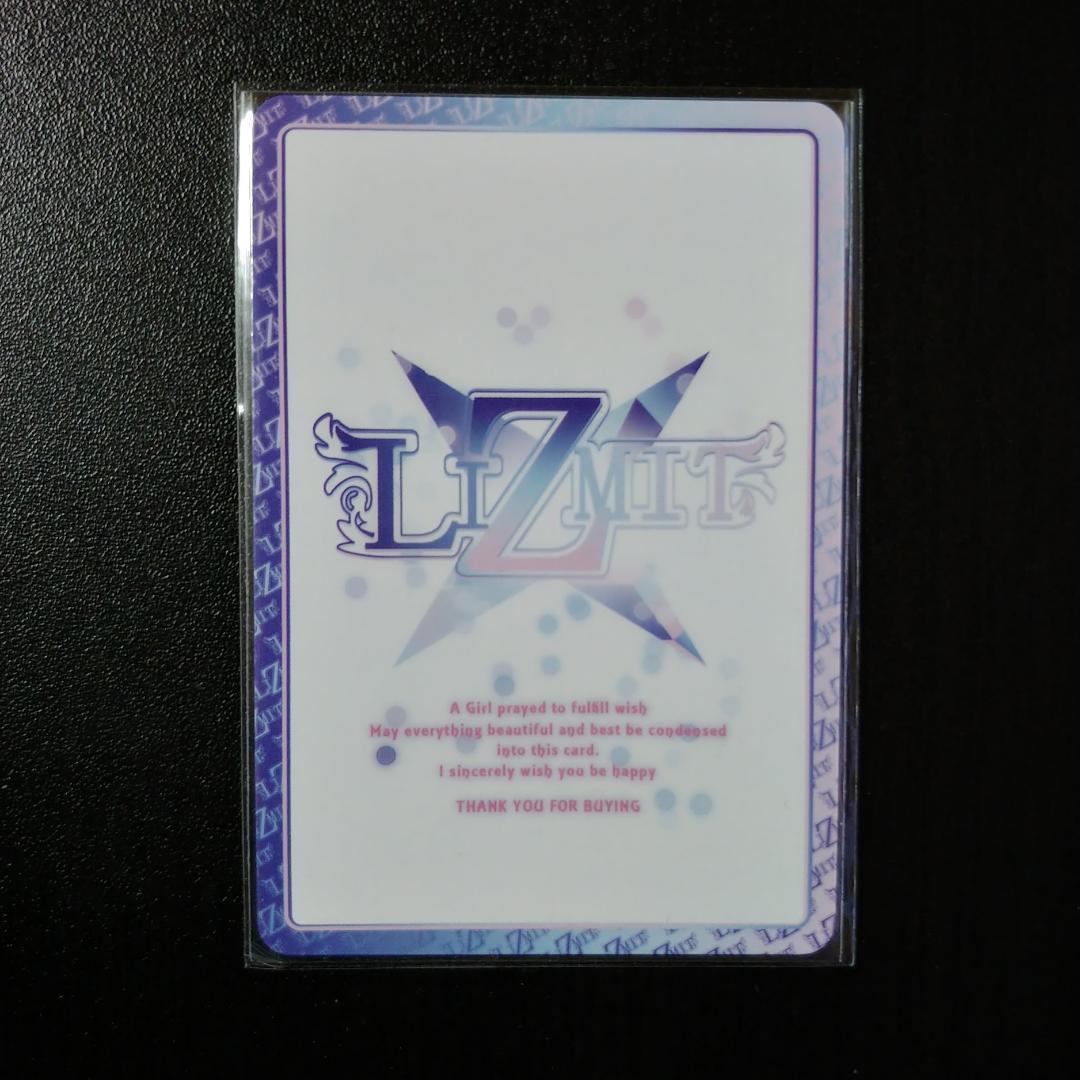 LiZMIT
A Girl prayed to fulfill wish
May everything beautiful and best be condensed
into this card.
I sincerely wish you be happy
THANK YOU FOR BUYING